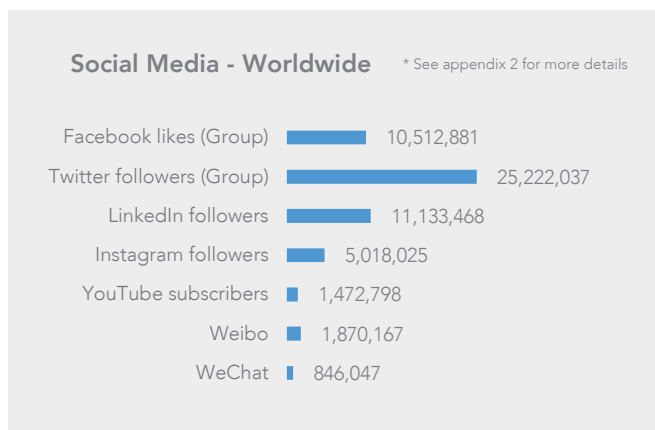 Social Media - Worldwide * See appendix 2 for more details
Facebook likes (Group) 10,512,881
Twitter followers (Group) 25,222,037
LinkedIn followers 11,133,468
Instagram followers 5,018,025
YouTube subscribers 1,472,798
Weibo 1,870,167
WeChat 846,047